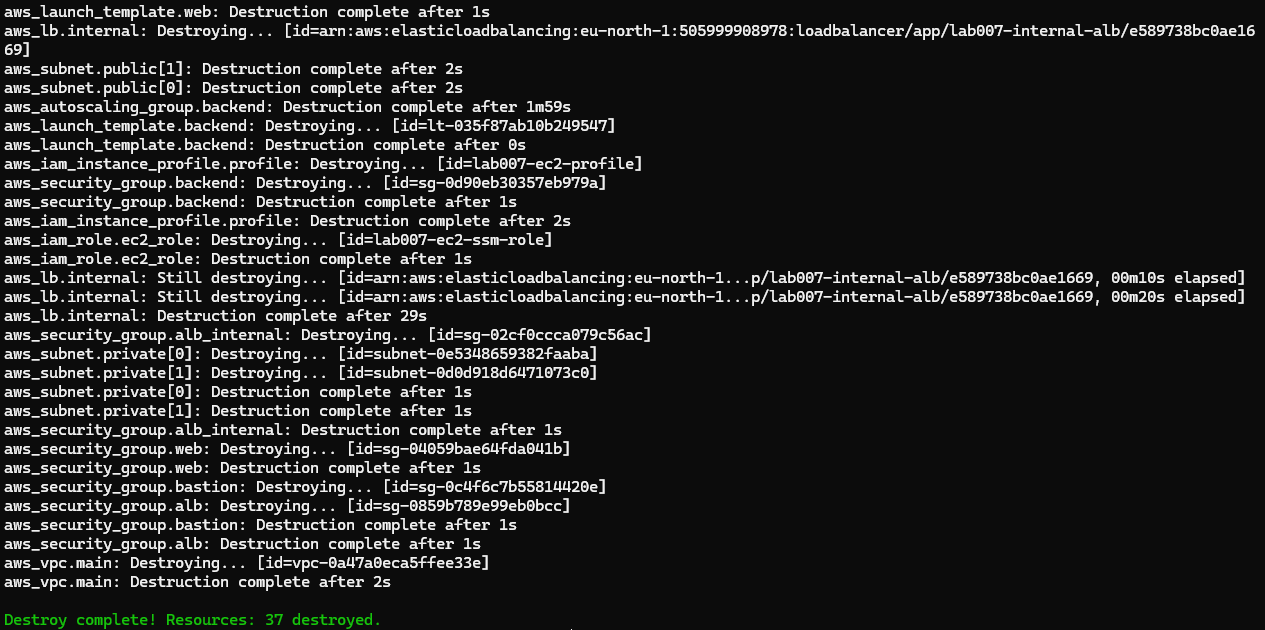 aws_launch_template.web: Destruction complete after 1s
aws_lb.internal: Destroying... [id=arn:aws:elasticloadbalancing:eu-north-1:505999908978:loadbalancer/app/lab007-internal-alb/e589738bc0ae16
69]
aws_subnet.public[1]: Destruction complete after 2s
aws_subnet.public[0]: Destruction complete after 2s
aws_autoscaling_group.backend: Destruction complete after 1m59s
aws_launch_template.backend: Destroying... [id=lt-035f87ab10b249547]
aws_launch_template.backend: Destruction complete after 0s
aws_iam_instance_profile.profile: Destroying... [id=lab007-ec2-profile]
aws_security_group.backend: Destroying... [id=sg-0d90eb30357eb979a]
aws_security_group.backend: Destruction complete after 1s
aws_iam_instance_profile.profile: Destruction complete after 2s
aws_iam_role.ec2_role: Destroying... [id=lab007-ec2-ssm-role]
aws_iam_role.ec2_role: Destruction complete after 1s
aws_lb.internal: Still destroying... [id=arn:aws:elasticloadbalancing:eu-north-1...p/lab007-internal-alb/e589738bc0ae1669, 00m10s elapsed]
aws_lb.internal: Still destroying... [id=arn:aws:elasticloadbalancing:eu-north-1...p/lab007-internal-alb/e589738bc0ae1669, 00m20s elapsed]
aws_lb.internal: Destruction complete after 29s
aws_security_group.alb_internal: Destroying... [id=sg-02cf0ccca079c56ac]
aws_subnet.private[0]: Destroying... [id=subnet-0e5348659382faaba]
aws_subnet.private[1]: Destroying... [id=subnet-0d0d918d6471073c0]
aws_subnet.private[0]: Destruction complete after 1s
aws_subnet.private[1]: Destruction complete after 1s
aws_security_group.alb_internal: Destruction complete after 1s
aws_security_group.web: Destroying... [id=sg-04059bae64fda041b]
aws_security_group.web: Destruction complete after 1s
aws_security_group.bastion: Destroying... [id=sg-0c4f6c7b55814420e]
aws_security_group.alb: Destroying... [id=sg-0859b789e99eb0bcc]
aws_security_group.bastion: Destruction complete after 1s
aws_security_group.alb: Destruction complete after 1s
aws_vpc.main: Destroying... [id=vpc-0a47a0eca5ffee33e]
aws_vpc.main: Destruction complete after 2s
Destroy complete! Resources: 37 destroyed.